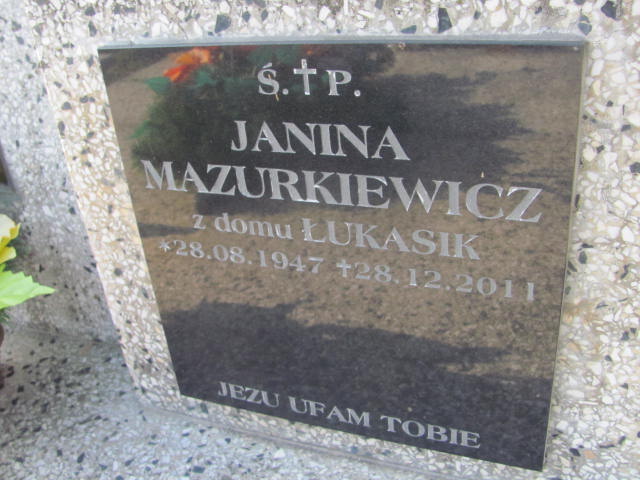 Ś.†P.
JANINA
MAZURKIEWICZ
z domu ŁUKASIK
*28.08.1947 †28.12.2011
JEZU UFAM TOBIE